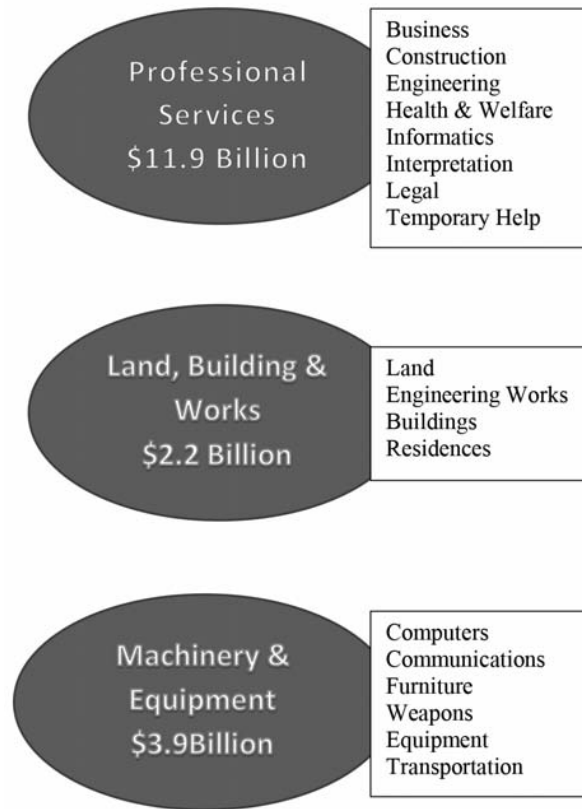 Professional
Services
$11.9 Billion
Business
Construction
Engineering
Health & Welfare
Informatics
Interpretation
Legal
Temporary Help
Land, Building &
Works
$2.2 Billion
Land
Engineering Works
Buildings
Residences
Machinery &
Equipment
$3.9Billion
Computers
Communications
Furniture
Weapons
Equipment
Transportation